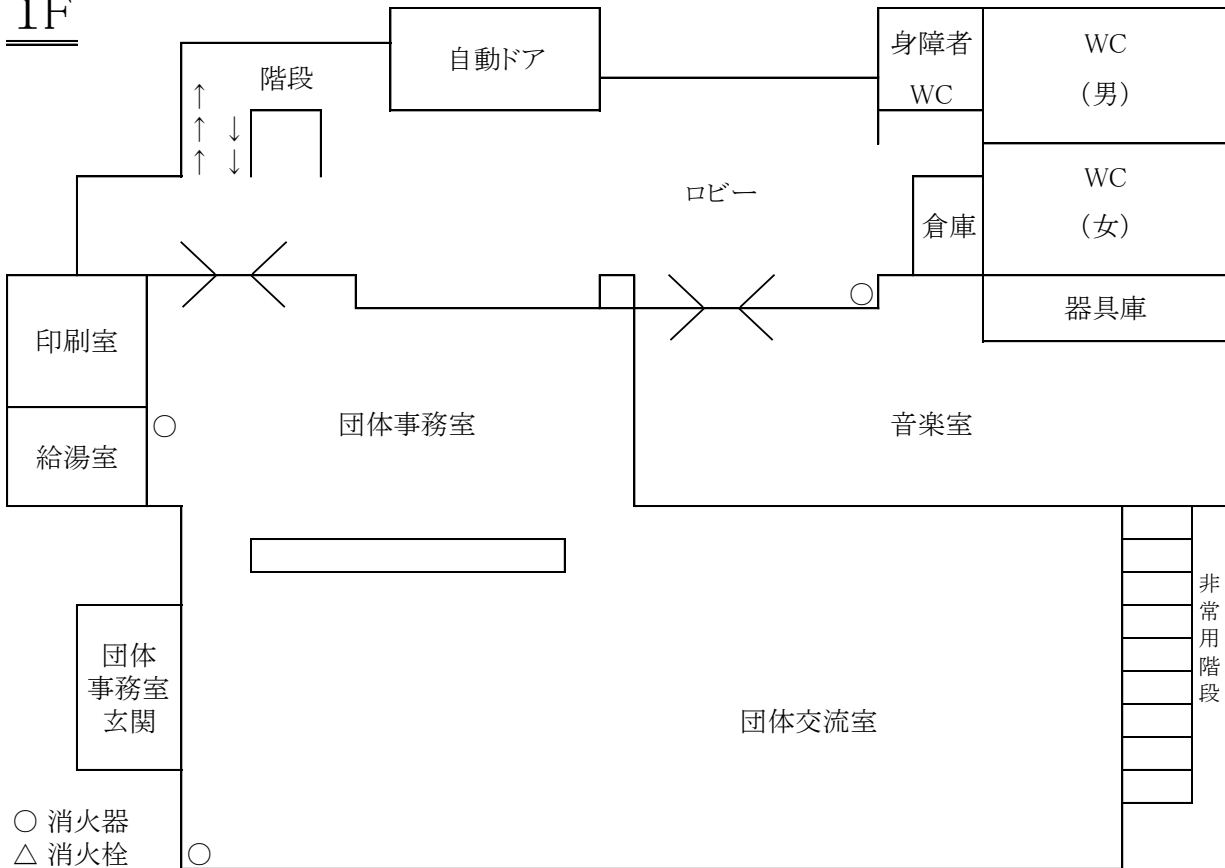 1F
自動ドア
身障者
WC
WC
(男)
階段
↑
↑ ↓
↑ ↓
ロビー
倉庫
WC
(女)
器具庫
印刷室
○
○
団体事務室
音楽室
給湯室
非常用階段
団体
事務室
玄関
団体交流室
○ 消火器
△ 消火栓
○